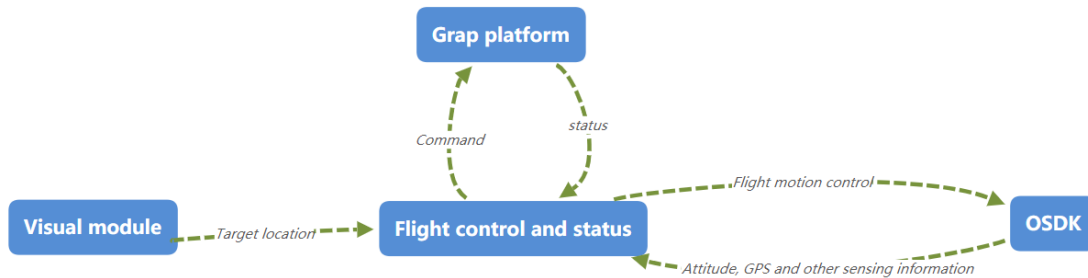 Grap platform
Command
status
Flight motion control
Visual module
Target location
Flight control and status
OSDK
Attitude, GPS and other sensing information